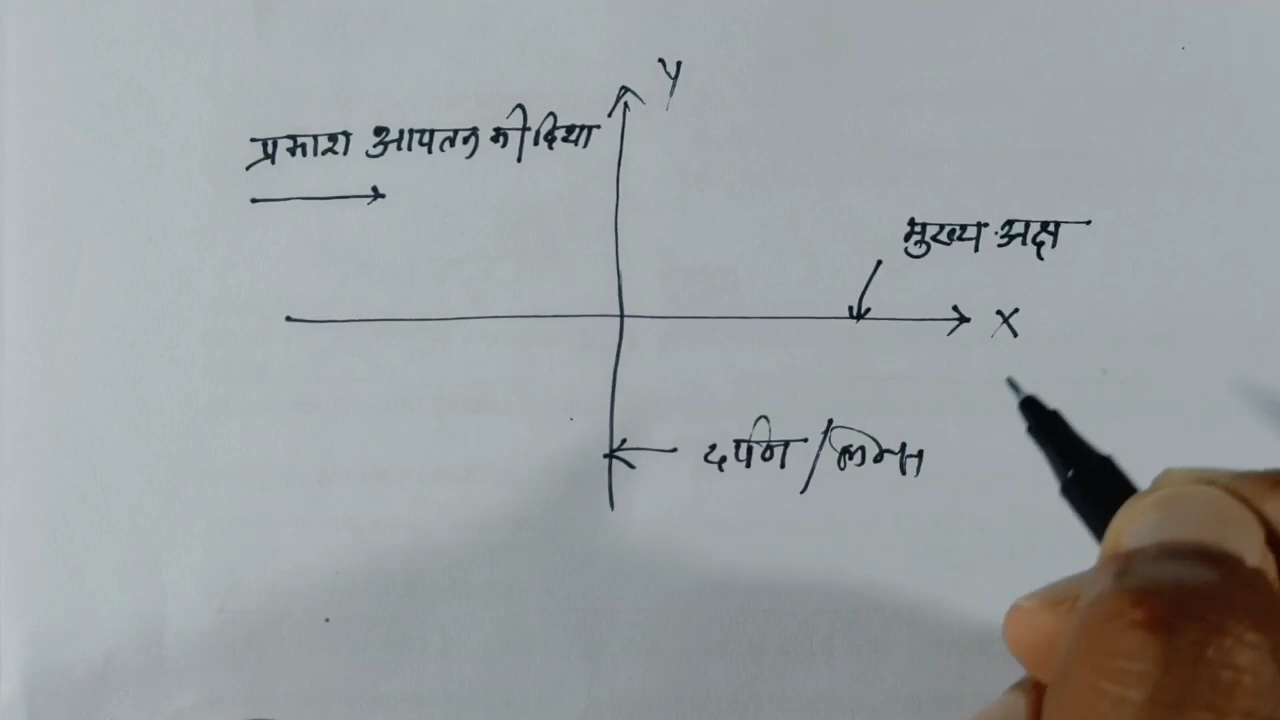 Y
प्रकाश आपतन की दिशा
मुख्य अक्ष
X
दर्पण / लेन्स